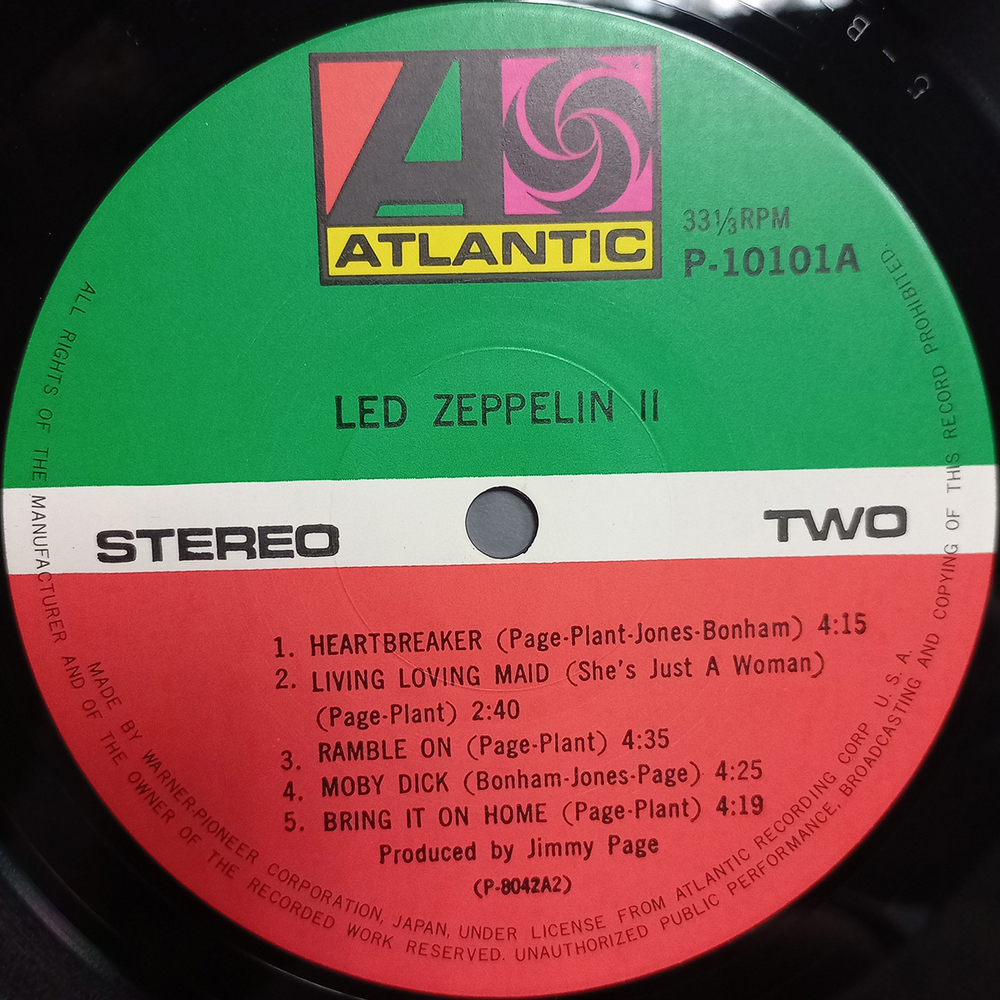 ATLANTIC
33⅓RPM
P-10101A
LED ZEPPELIN II
STEREO
TWO
1. HEARTBREAKER (Page-Plant-Jones-Bonham) 4:15
2. LIVING LOVING MAID (She's Just A Woman)
(Page-Plant) 2:40
3. RAMBLE ON (Page-Plant) 4:35
4. MOBY DICK (Bonham-Jones-Page) 4:25
5. BRING IT ON HOME (Page-Plant) 4:19
Produced by Jimmy Page
(P-8042A2)
MADE BY WARNER-PIONEER CORPORATION, JAPAN, UNDER LICENSE FROM ATLANTIC RECORDING CORP. U. S. A.
ALL RIGHTS OF THE MANUFACTURER AND OF THE OWNER OF THE RECORDED WORK RESERVED. UNAUTHORIZED PUBLIC PERFORMANCE, BROADCASTING AND COPYING OF THIS RECORD PROHIBITED.
5 - B